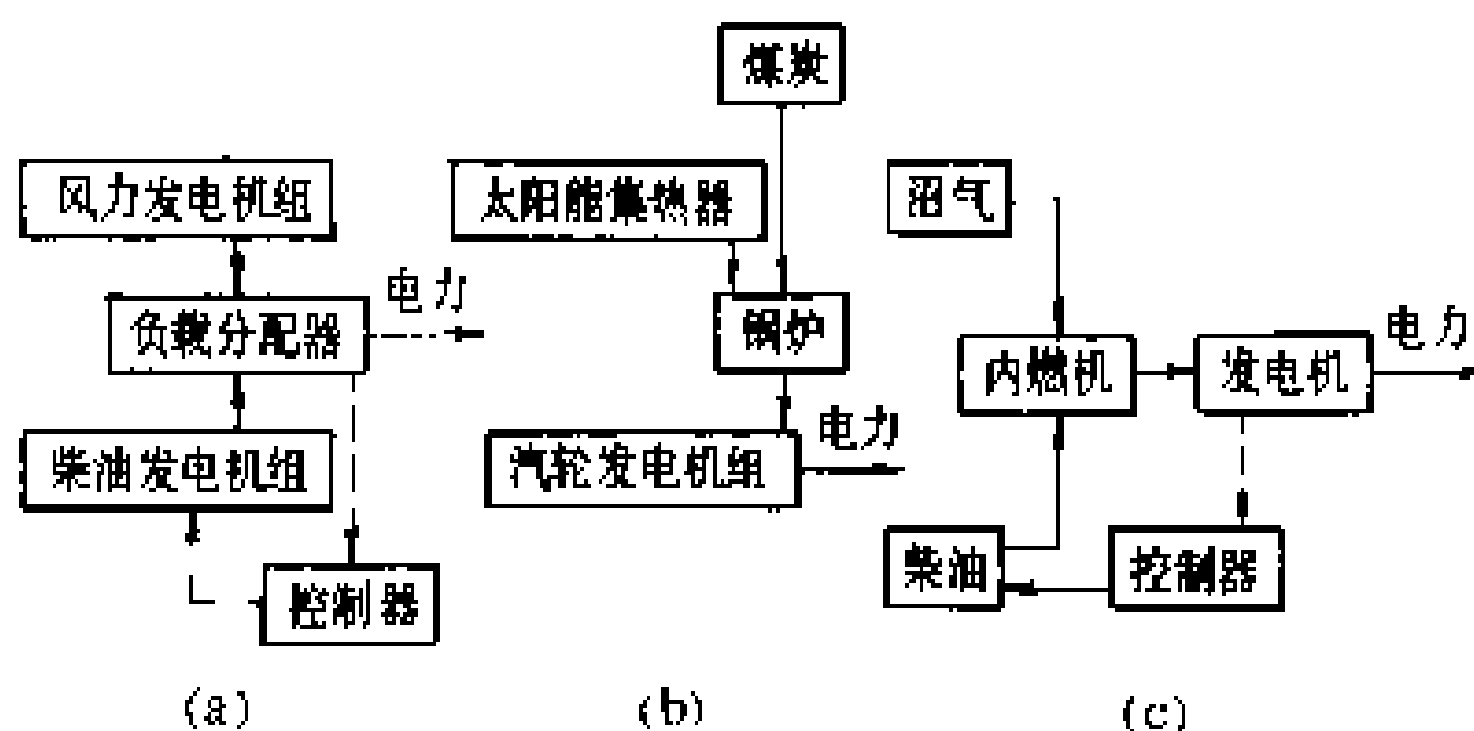 煤炭
风力发电机组
太阳能集热器
沼气
负载分配器
电力
锅炉
内燃机
发电机
电力
柴油发电机组
汽轮发电机组
电力
柴油
控制器
控制器
(a)
(b)
(c)